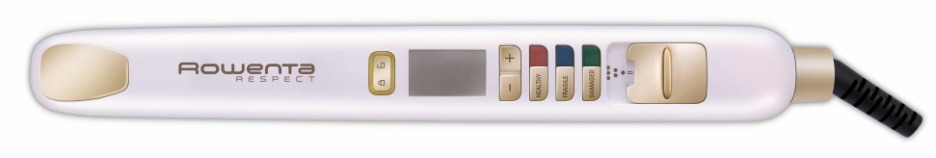 Rowenta
RESPECT
+
-
HEALTHY
FRAGILE
DAMAGED